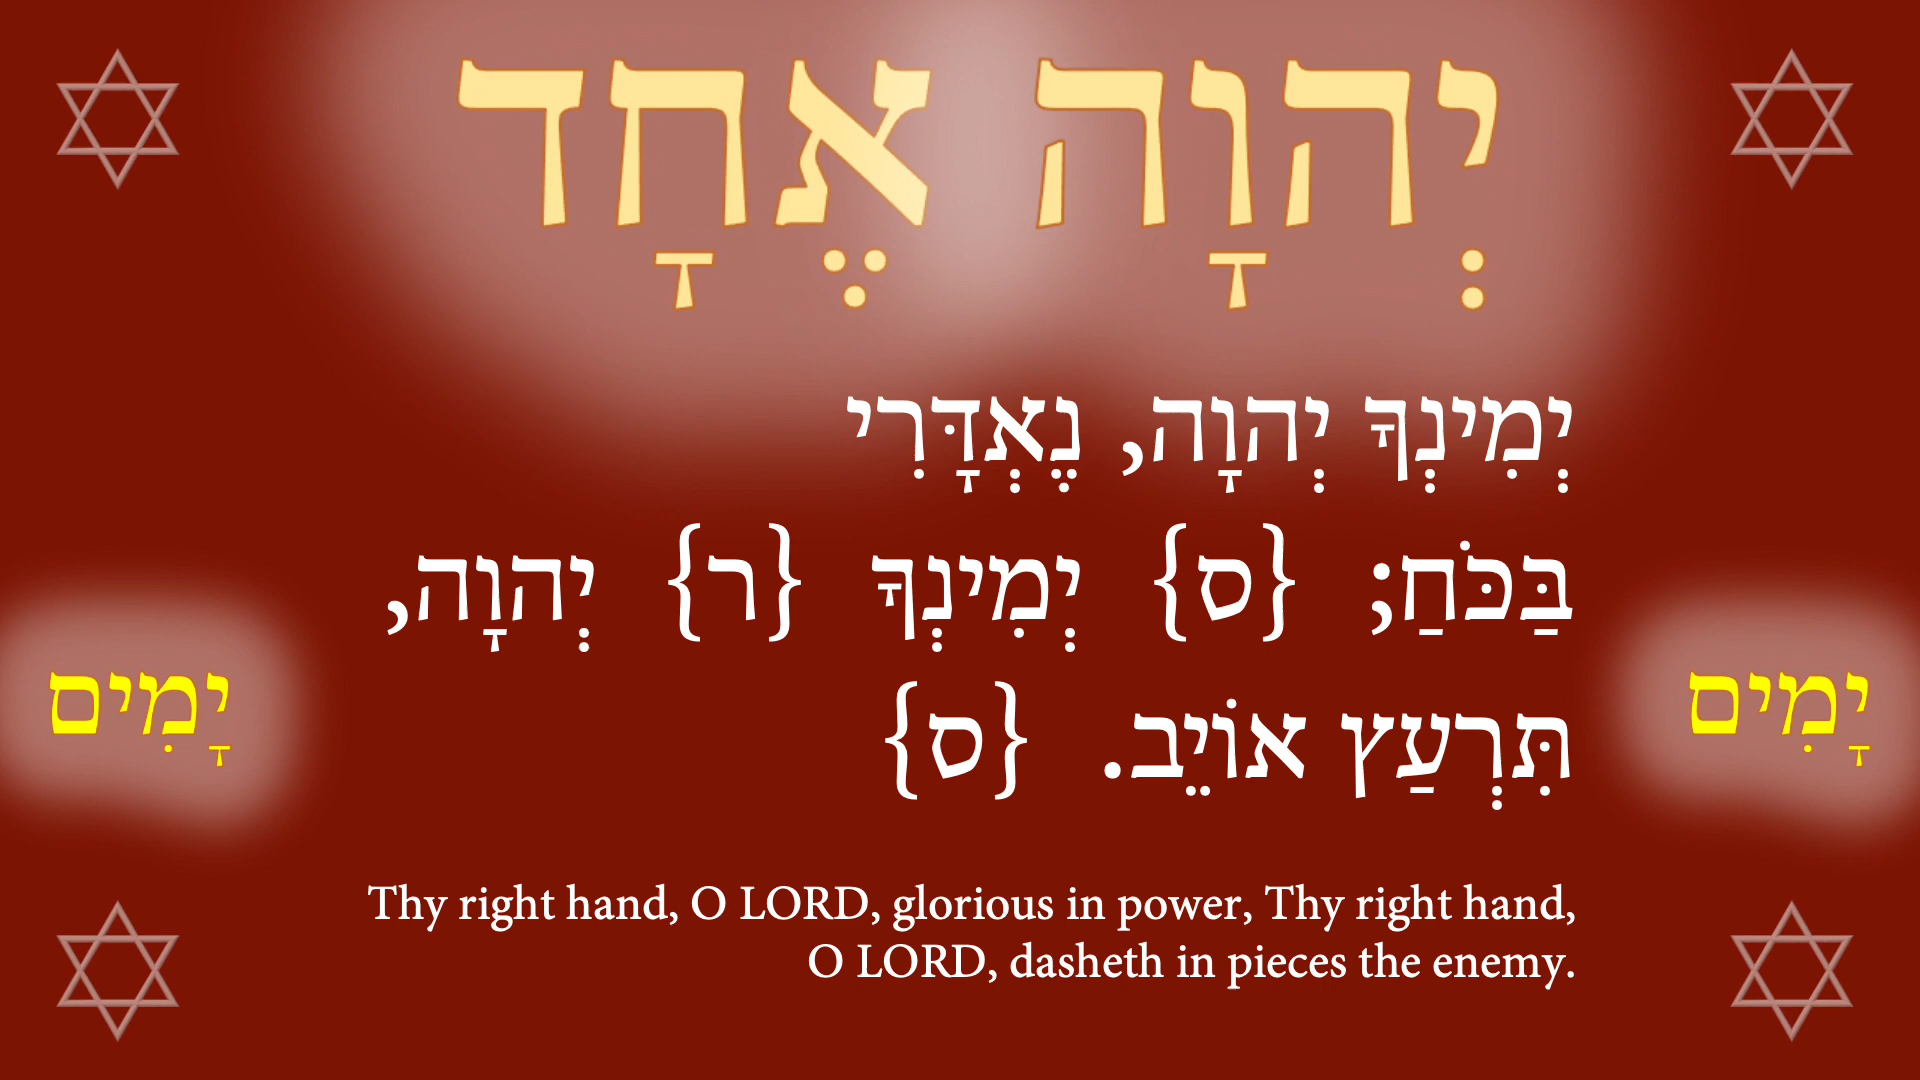 יְהוָה אֶחָד
יְמִינְךָ יְהוָה, נֶאְדָּרִי
בַּכֹּחַ; {ס} יְמִינְךָ {ר} יְהוָה,
תִּרְעַץ אוֹיֵב. {ס}
יָמִים
יָמִים
Thy right hand, O LORD, glorious in power, Thy right hand,
O LORD, dasheth in pieces the enemy.